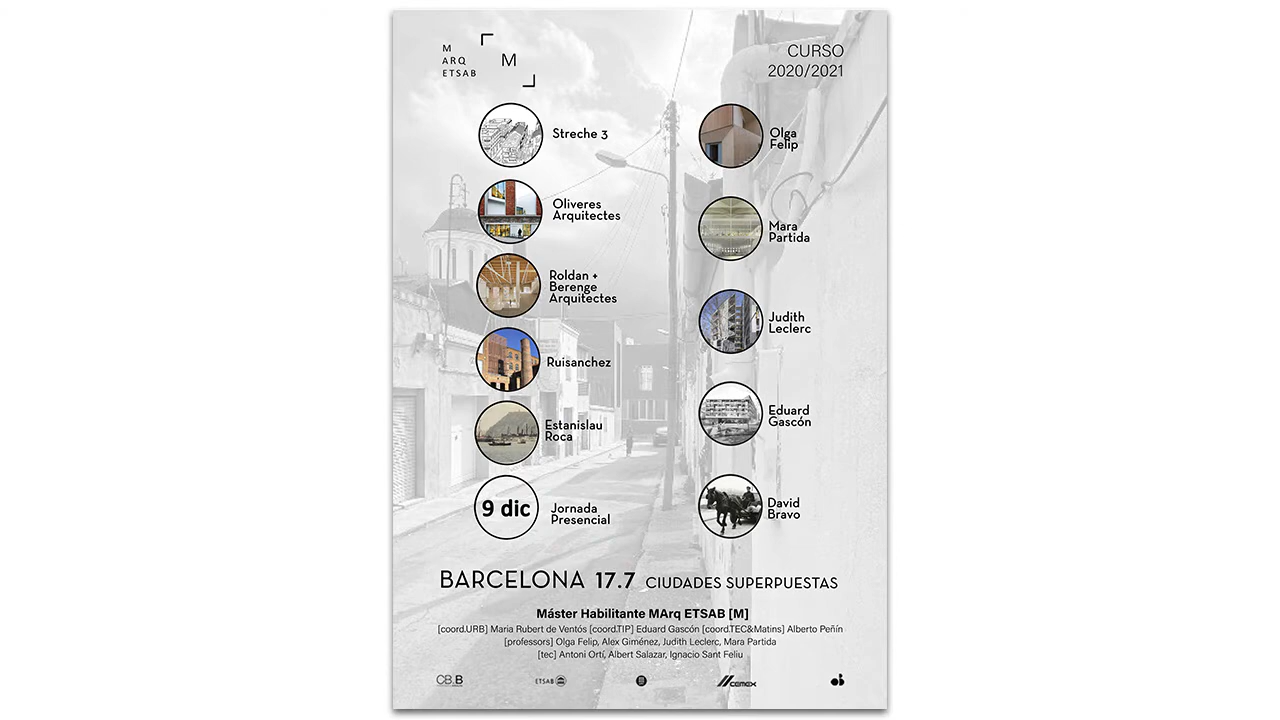 M
ARQ
ETSAB
M
CURSO
2020/2021
Streche 3
Oliveres
Arquitectes
Roldan +
Berenge
Arquitectes
Ruisanchez
Estanislau
Roca
9 dic
Jornada
Presencial
Olga
Felip
Mara
Partida
Judith
Leclerc
Eduard
Gascón
David
Bravo
BARCELONA 17.7 CIUDADES SUPERPUESTAS
Máster Habilitante MArq ETSAB [M]
[coord.URB] Maria Rubert de Ventós [coord.TIP] Eduard Gascón [coord.TEC&Matins] Alberto Peñín
[professors] Olga Felip, Alex Giménez, Judith Leclerc, Mara Partida
[tec] Antoni Ortí, Albert Salazar, Ignacio Sant Feliu
CB.B
ETSAB
CEMEX